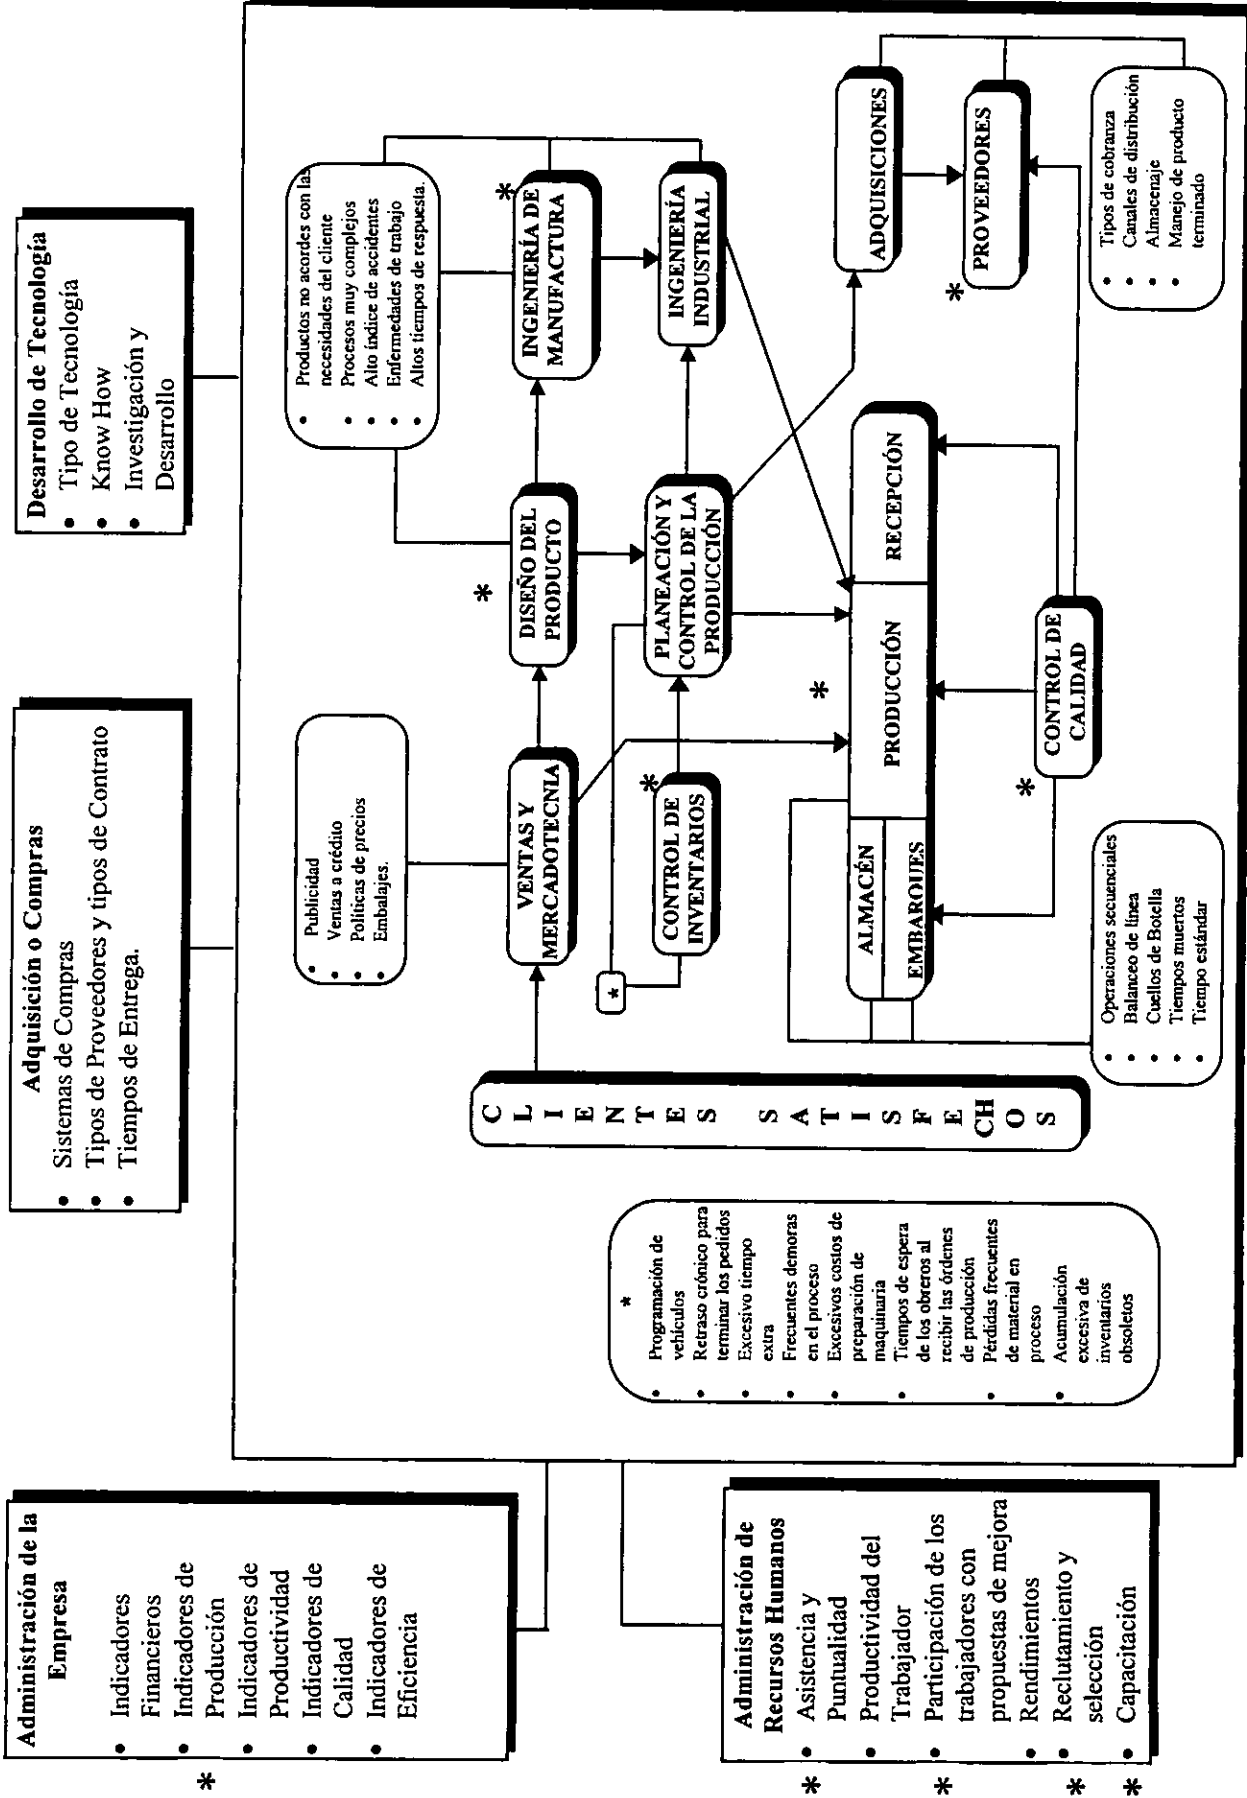 Administración de la
Empresa
• Indicadores
Financieros
• Indicadores de
Producción
*
• Indicadores de
Productividad
• Indicadores de
Calidad
• Indicadores de
Eficiencia
Adquisición o Compras
• Sistemas de Compras
• Tipos de Proveedores y tipos de Contrato
• Tiempos de Entrega.
Desarrollo de Tecnología
• Tipo de Tecnología
• Know How
• Investigación y
Desarrollo
Administración de
Recursos Humanos
* • Asistencia y
Puntualidad
• Productividad del
Trabajador
* • Participación de los
trabajadores con
propuestas de mejora
• Rendimientos
* • Reclutamiento y
selección
* • Capacitación
*
• Programación de
vehículos
• Retraso crónico para
terminar los pedidos
• Excesivo tiempo
extra
• Frecuentes demoras
en el proceso
• Excesivos costos de
preparación de
maquinaria
• Tiempos de espera
de los obreros al
recibir las órdenes
de producción
• Pérdidas frecuentes
de material en
proceso
• Acumulación
excesiva de
inventarios
obsoletos
C
L
I
E
N
T
E
S
S
A
T
I
S
F
E
CH
O
S
• Publicidad
• Ventas a crédito
• Políticas de precios
• Embalajes.
• Productos no acordes con las
necesidades del cliente
• Procesos muy complejos
• Alto índice de accidentes
• Enfermedades de trabajo
• Altos tiempos de respuesta.
VENTAS Y
MERCADOTECNIA
*
DISEÑO DEL
PRODUCTO
*
INGENIERÍA DE
MANUFACTURA
*
*
CONTROL DE
INVENTARIOS
PLANEACIÓN Y
CONTROL DE LA
PRODUCCIÓN
INGENIERÍA
INDUSTRIAL
*
ALMACÉN
EMBARQUES
PRODUCCIÓN
RECEPCIÓN
ADQUISICIONES
*
PROVEEDORES
*
CONTROL DE
CALIDAD
• Operaciones secuenciales
• Balanceo de línea
• Cuellos de Botella
• Tiempos muertos
• Tiempo estándar
• Tipos de cobranza
• Canales de distribución
• Almacenaje
• Manejo de producto
terminado